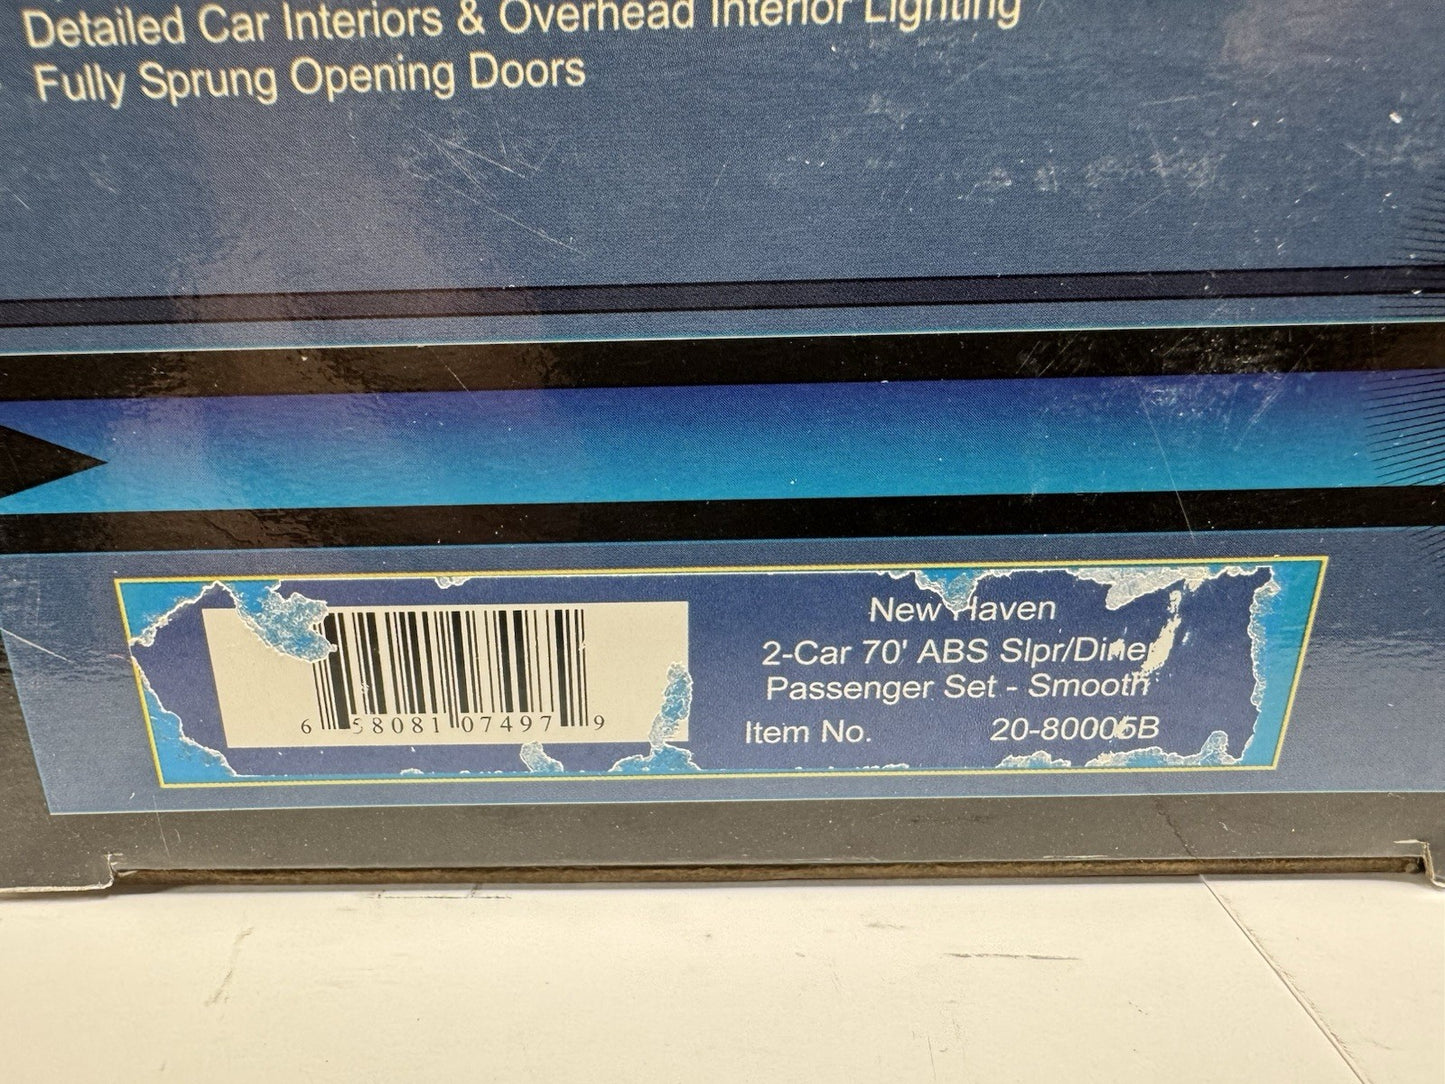 Detailed Car Interiors & Overhead Interior Lighting
Fully Sprung Opening Doors
New Haven
2-Car 70' ABS Slpr/Diner
Passenger Set - Smooth
Item No. 20-80005B
6 58081 07497 9